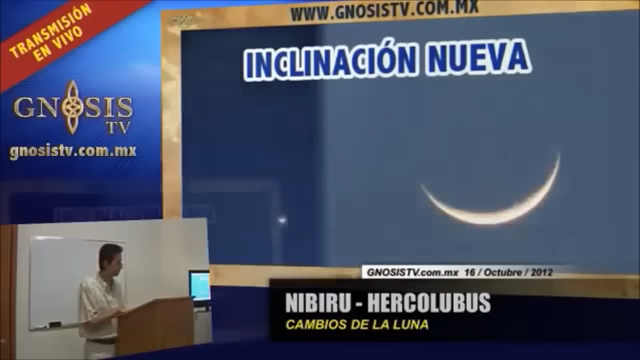 TRANSMISIÓN
EN VIVO
WWW.GNOSISTV.COM.MX
INCLINACIÓN NUEVA
GNOSIS
TV
gnosistv.com.mx
GNOSISTV.com.mx 16 / Octubre / 2012
NIBIRU - HERCOLUBUS
CAMBIOS DE LA LUNA